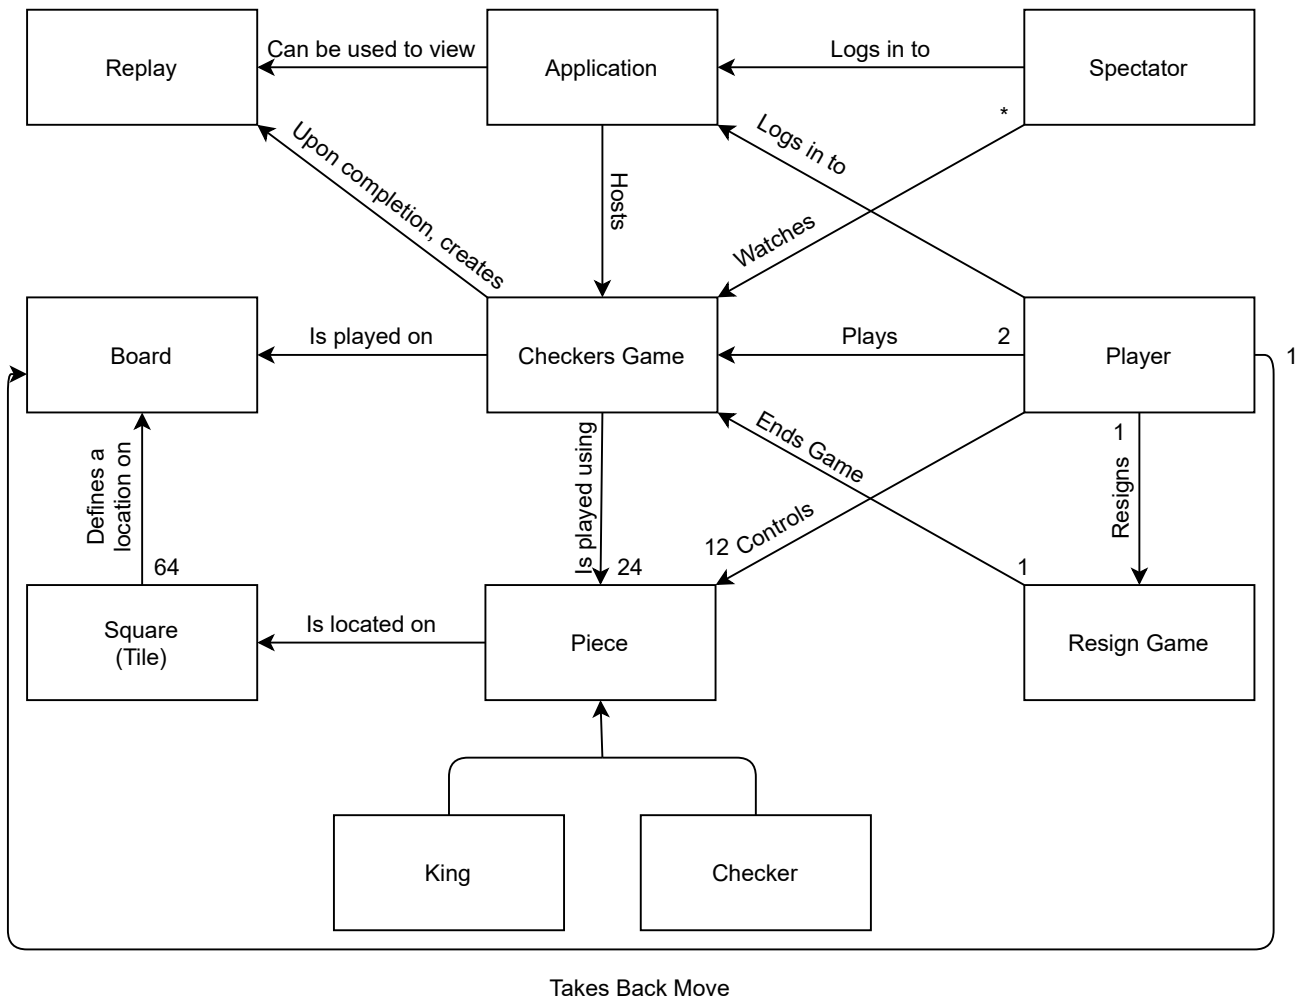 Replay
Can be used to view
Application
Logs in to
Spectator
*
Upon completion, creates
Hosts
Logs in to
Watches
Board
Is played on
Checkers Game
Plays
2
Player
1
Defines a
location on
64
Is played using
24
Ends Game
12 Controls
1
Resigns
1
Square
(Tile)
Is located on
Piece
Resign Game
King
Checker
Takes Back Move